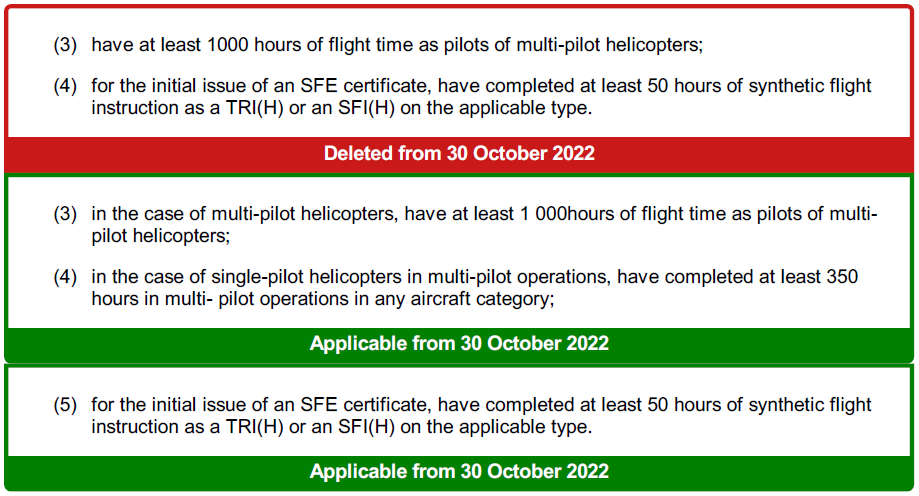 (3) have at least 1000 hours of flight time as pilots of multi-pilot helicopters;
(4) for the initial issue of an SFE certificate, have completed at least 50 hours of synthetic flight
instruction as a TRI(H) or an SFI(H) on the applicable type.
Deleted from 30 October 2022
(3) in the case of multi-pilot helicopters, have at least 1 000hours of flight time as pilots of multi-
pilot helicopters;
(4) in the case of single-pilot helicopters in multi-pilot operations, have completed at least 350
hours in multi- pilot operations in any aircraft category;
Applicable from 30 October 2022
(5) for the initial issue of an SFE certificate, have completed at least 50 hours of synthetic flight
instruction as a TRI(H) or an SFI(H) on the applicable type.
Applicable from 30 October 2022